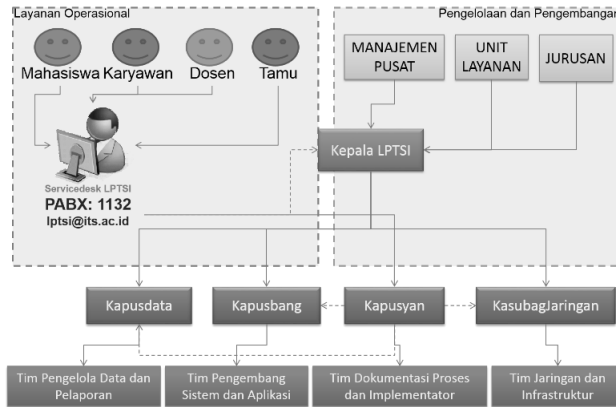 Layanan Operasional
Pengelolaan dan Pengembangan
Mahasiswa Karyawan Dosen Tamu
MANAJEMEN
PUSAT
UNIT
LAYANAN
JURUSAN
Servicedesk LPTSI
PABX: 1132
lptsi@its.ac.id
Kepala LPTSI
Kapusdata
Kapusbang
Kapusyan
KasubagJaringan
Tim Pengelola Data dan
Pelaporan
Tim Pengembang
Sistem dan Aplikasi
Tim Dokumentasi Proses
dan Implementator
Tim Jaringan dan
Infrastruktur